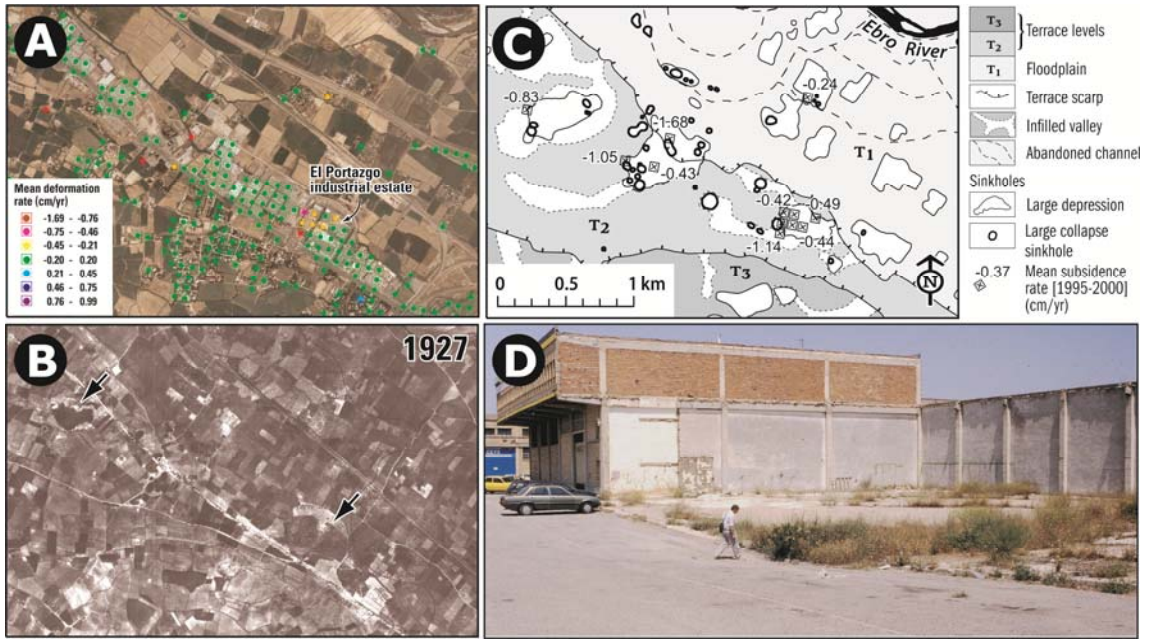 A
El Portazgo
industrial estate
Mean deformation
rate (cm/yr)
-1.69 - -0.76
-0.75 - -0.46
-0.45 - -0.21
-0.20 - 0.20
0.21 - 0.45
0.46 - 0.75
0.76 - 0.99
C
Ebro River
-0.83
-0.24
-1.68
-1.05
T1
-0.43
-0.42
-0.49
T2
-1.14
-0.44
T3
0 0.5 1 km
N
T3
T2
Terrace levels
T1
Floodplain
Terrace scarp
Infilled valley
Abandoned channel
Sinkholes
Large depression
Large collapse
sinkhole
-0.37
Mean subsidence
rate [1995-2000]
(cm/yr)
B
1927
D